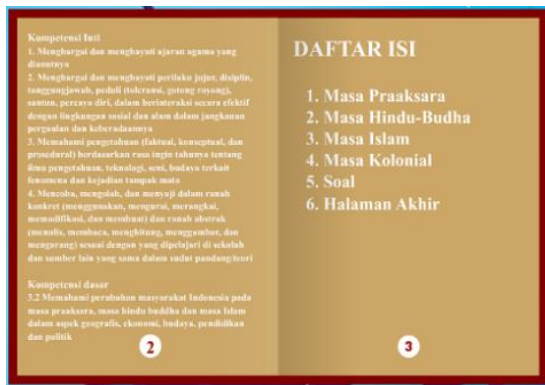 Kompetensi Inti
1. Menghargai dan menghayati ajaran agama yang
dianutnya
2. Menghargai dan menghayati perilaku jujur, disiplin,
tanggungjawab, peduli (toleransi, gotong royong),
santun, percaya diri, dalam berinteraksi secara efektif
dengan lingkungan sosial dan alam dalam jangkauan
pergaulan dan keberadaannya
3. Memahami pengetahuan (faktual, konseptual, dan
prosedural) berdasarkan rasa ingin tahunya tentang
ilmu pengetahuan, teknologi, seni, budaya terkait
fenomena dan kejadian tampak mata
4. Mencoba, mengolah, dan menyaji dalam ranah
konkret (menggunakan, mengurai, merangkai,
memodifikasi, dan membuat) dan ranah abstrak
(menulis, membaca, menghitung, menggambar, dan
mengarang) sesuai dengan yang dipelajari di sekolah
dan sumber lain yang sama dalam sudut pandang/teori
Kompetensi dasar
3.2 Memahami perubahan masyarakat Indonesia pada
masa praaksara, masa hindu buddha dan masa Islam
dalam aspek geografis, ekonomi, budaya, pendidikan
dan politik
2
DAFTAR ISI
1. Masa Praaksara
2. Masa Hindu-Budha
3. Masa Islam
4. Masa Kolonial
5. Soal
6. Halaman Akhir
3